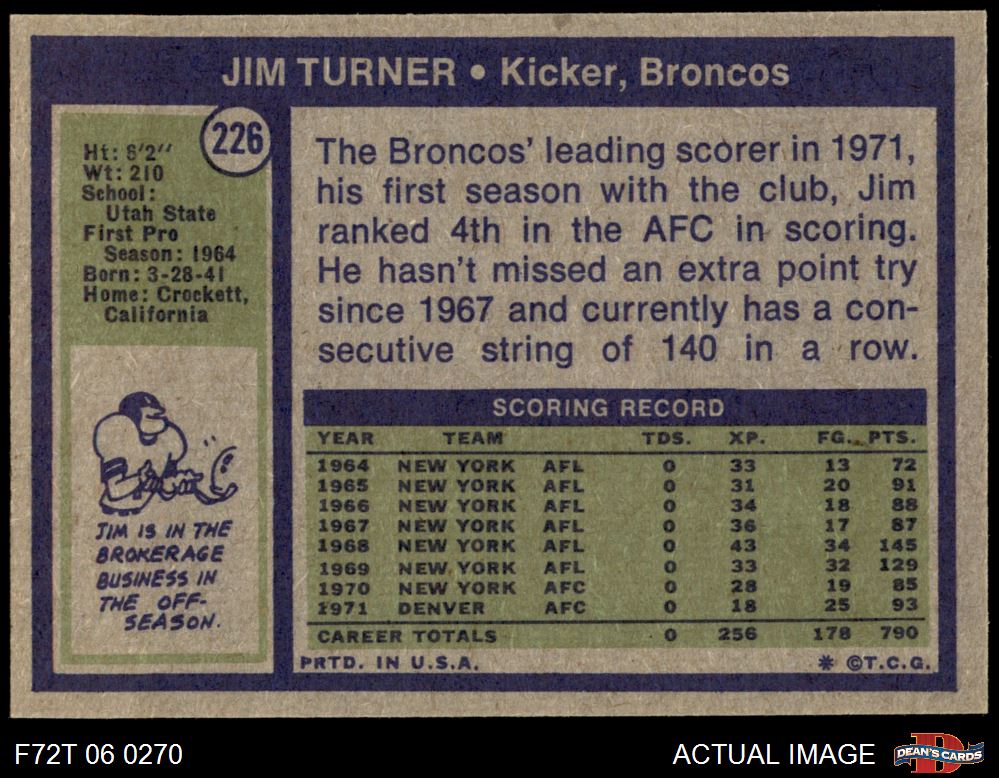 JIM TURNER • Kicker, Broncos
226
Ht: 6'2"
Wt: 210
School:
Utah State
First Pro
Season: 1964
Born: 3-28-41
Home: Crockett,
California
JIM IS IN THE
BROKERAGE
BUSINESS IN
THE OFF-
SEASON.
The Broncos' leading scorer in 1971,
his first season with the club, Jim
ranked 4th in the AFC in scoring.
He hasn't missed an extra point try
since 1967 and currently has a con-
secutive string of 140 in a row.
SCORING RECORD
YEAR TEAM TDS. XP. FG. PTS.
1964 NEW YORK AFL 0 33 13 72
1965 NEW YORK AFL 0 31 20 91
1966 NEW YORK AFL 0 34 18 88
1967 NEW YORK AFL 0 36 17 87
1968 NEW YORK AFL 0 43 34 145
1969 NEW YORK AFL 0 33 32 129
1970 NEW YORK AFC 0 28 19 85
1971 DENVER AFC 0 18 25 93
CAREER TOTALS 0 256 178 790
PRTD. IN U.S.A. * ©T.C.G.
F72T 06 0270
ACTUAL IMAGE
DEAN'S CARDS